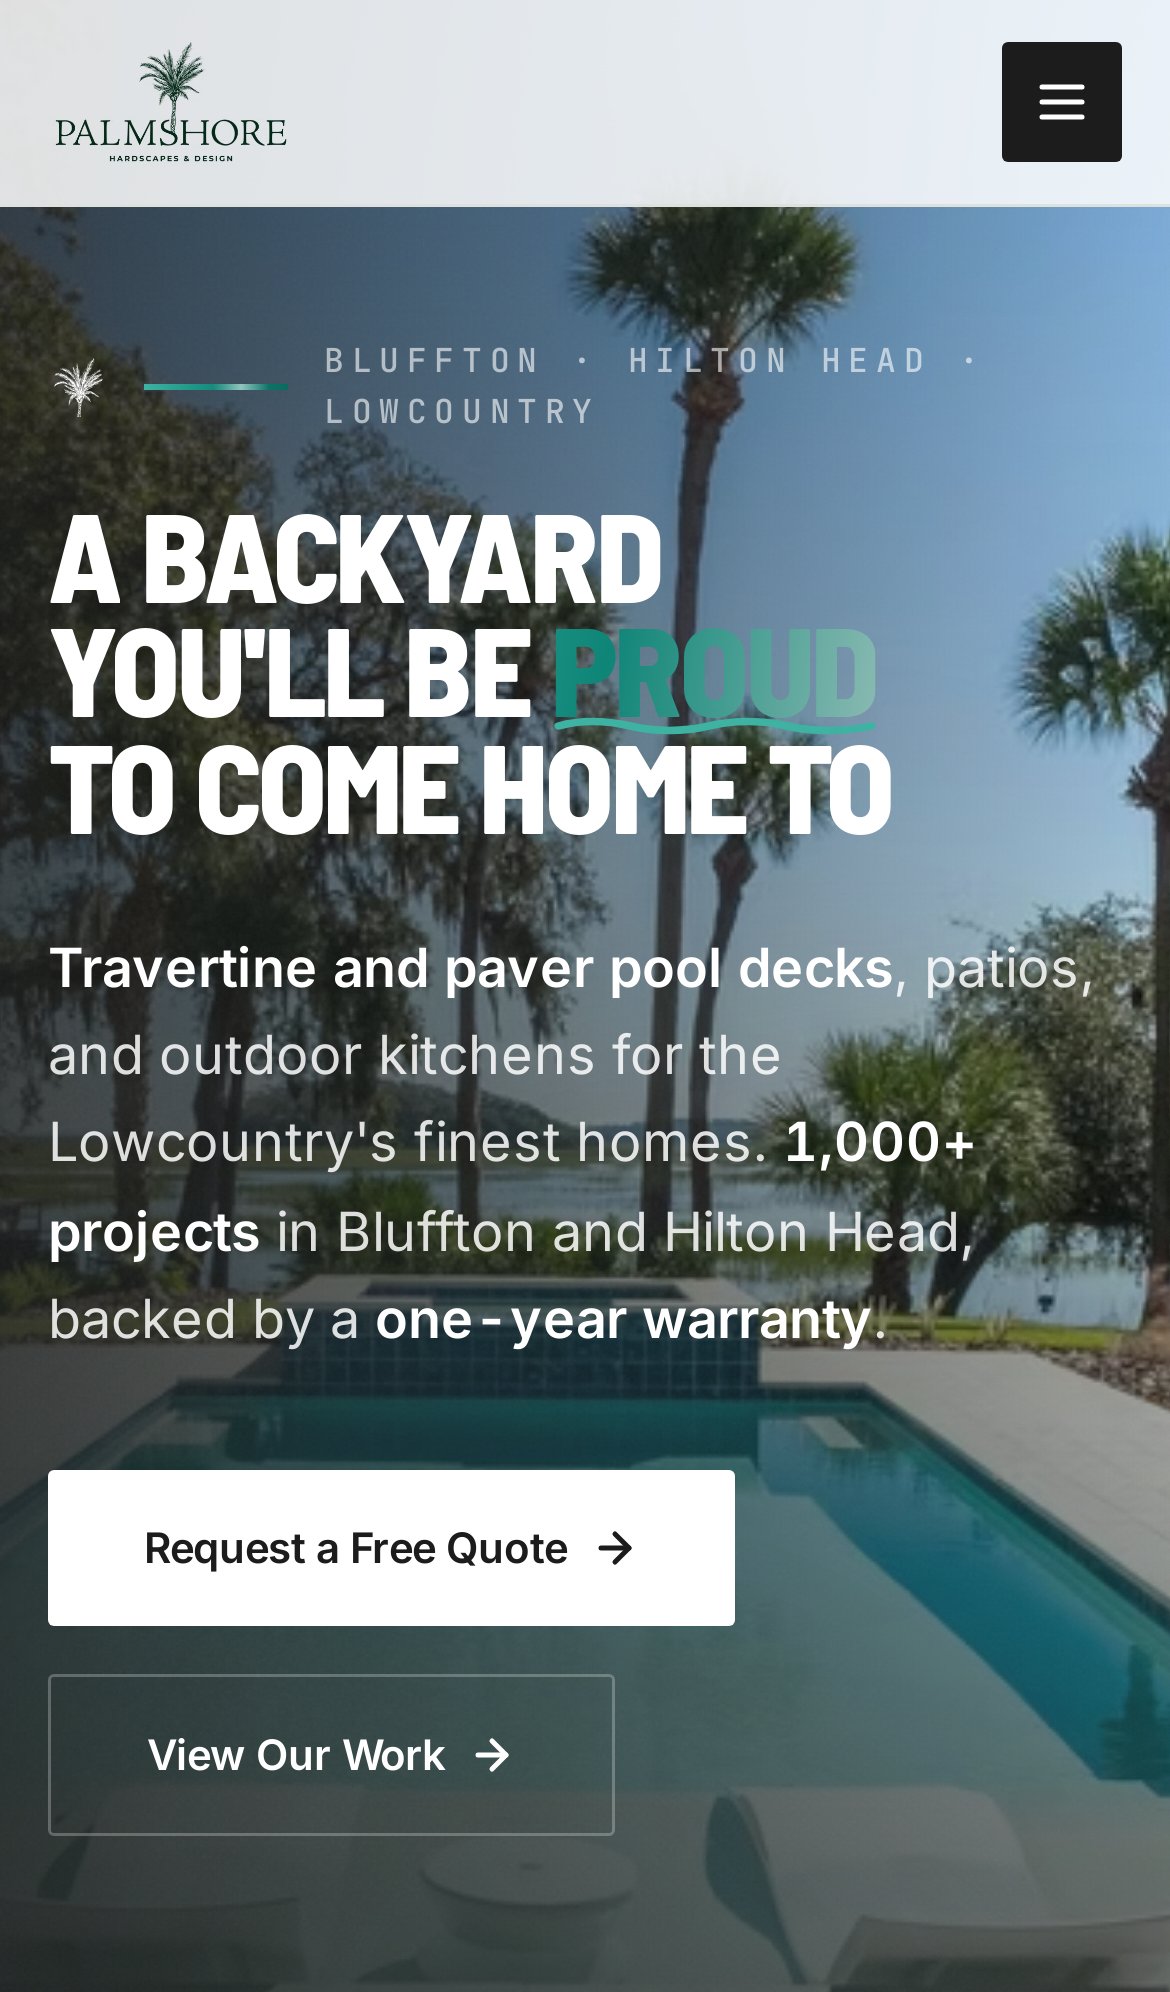 PALMSHORE
HARDSCAPES & DESIGN
BLUFFTON · HILTON HEAD ·
LOWCOUNTRY
A BACKYARD
YOU'LL BE PROUD
TO COME HOME TO
Travertine and paver pool decks, patios,
and outdoor kitchens for the
Lowcountry's finest homes. 1,000+
projects in Bluffton and Hilton Head,
backed by a one-year warranty.
Request a Free Quote →
View Our Work →